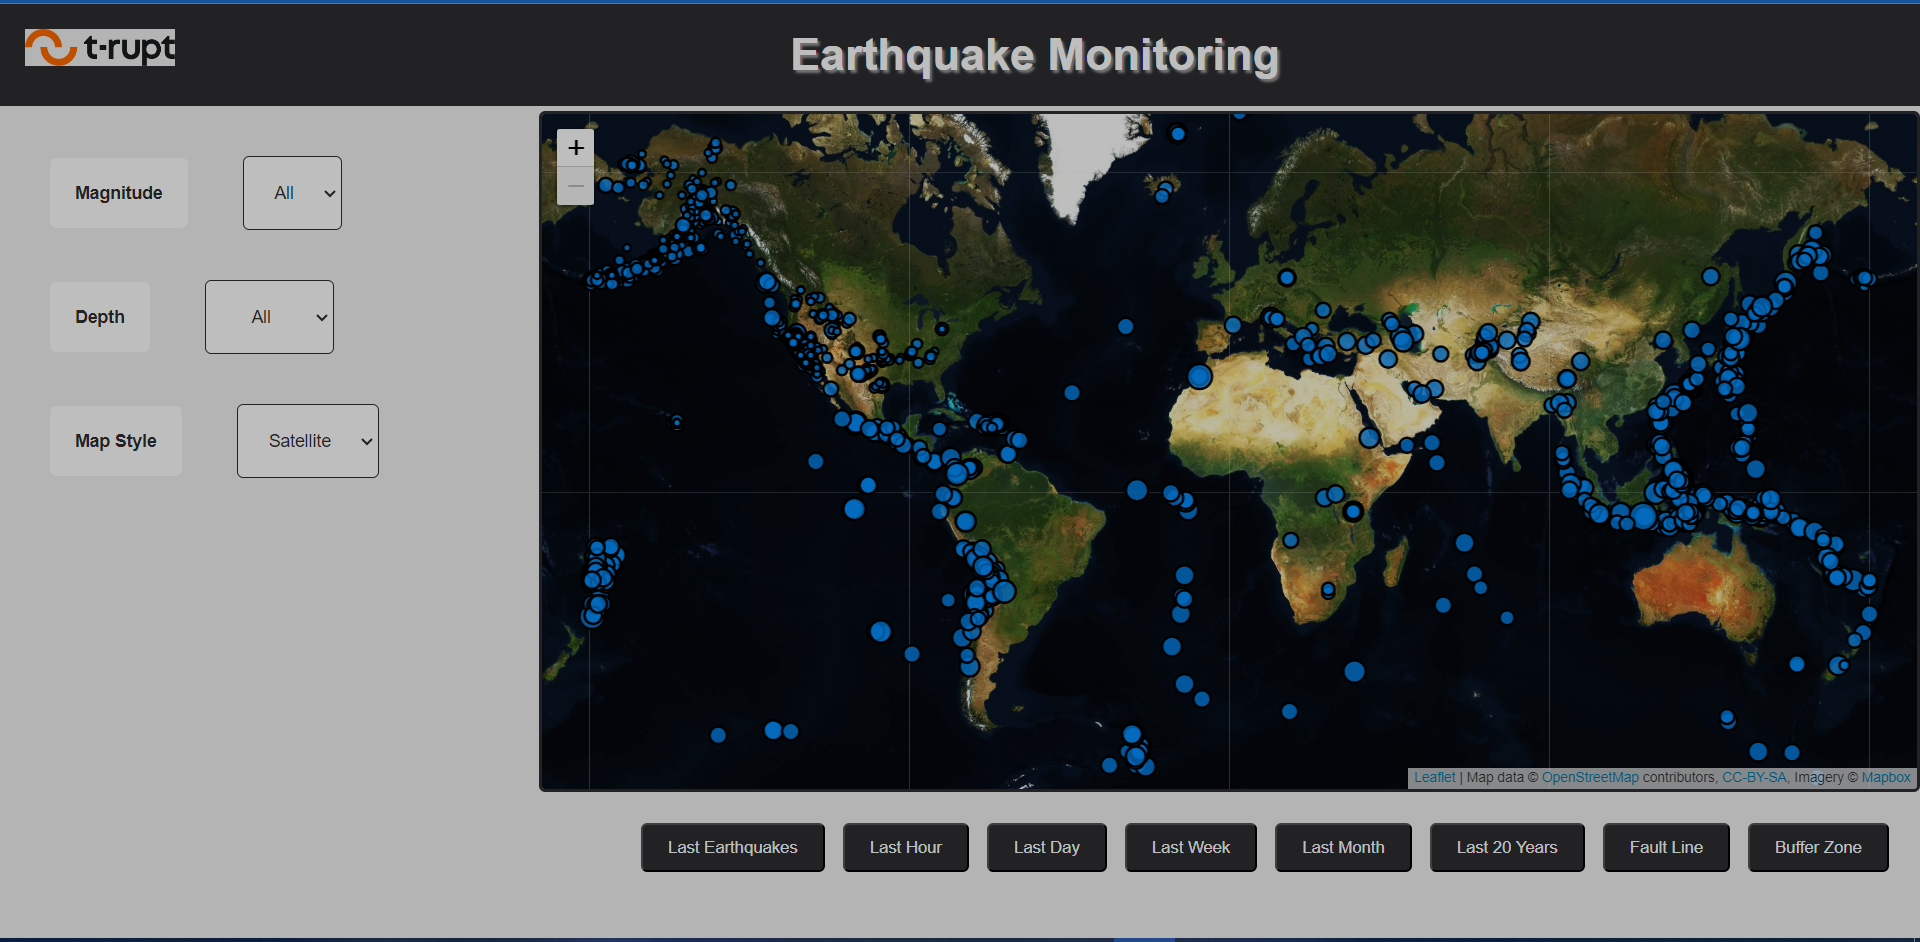 t-rupt
Earthquake Monitoring
Magnitude
All
Depth
All
Map Style
Satellite
+
−
Leaflet | Map data © OpenStreetMap contributors, CC-BY-SA, Imagery © Mapbox
Last Earthquakes
Last Hour
Last Day
Last Week
Last Month
Last 20 Years
Fault Line
Buffer Zone